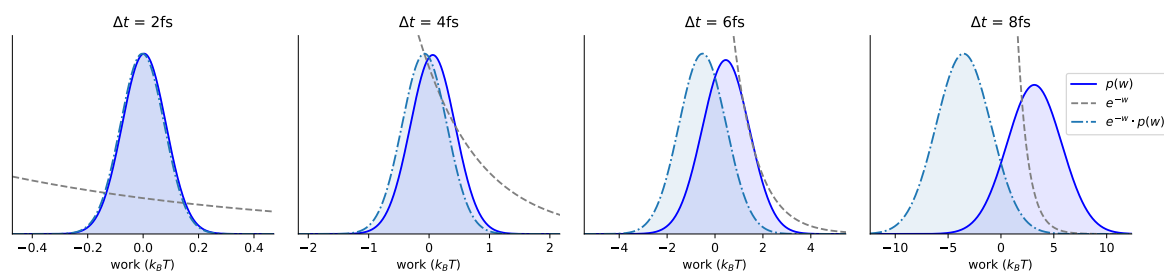 Δt = 2fs
Δt = 4fs
Δt = 6fs
Δt = 8fs
p(w)
e^{-w}
e^{-w} · p(w)
−0.4 −0.2 0.0 0.2 0.4
−2 −1 0 1 2
−4 −2 0 2 4
−10 −5 0 5 10
work (k_BT)
work (k_BT)
work (k_BT)
work (k_BT)